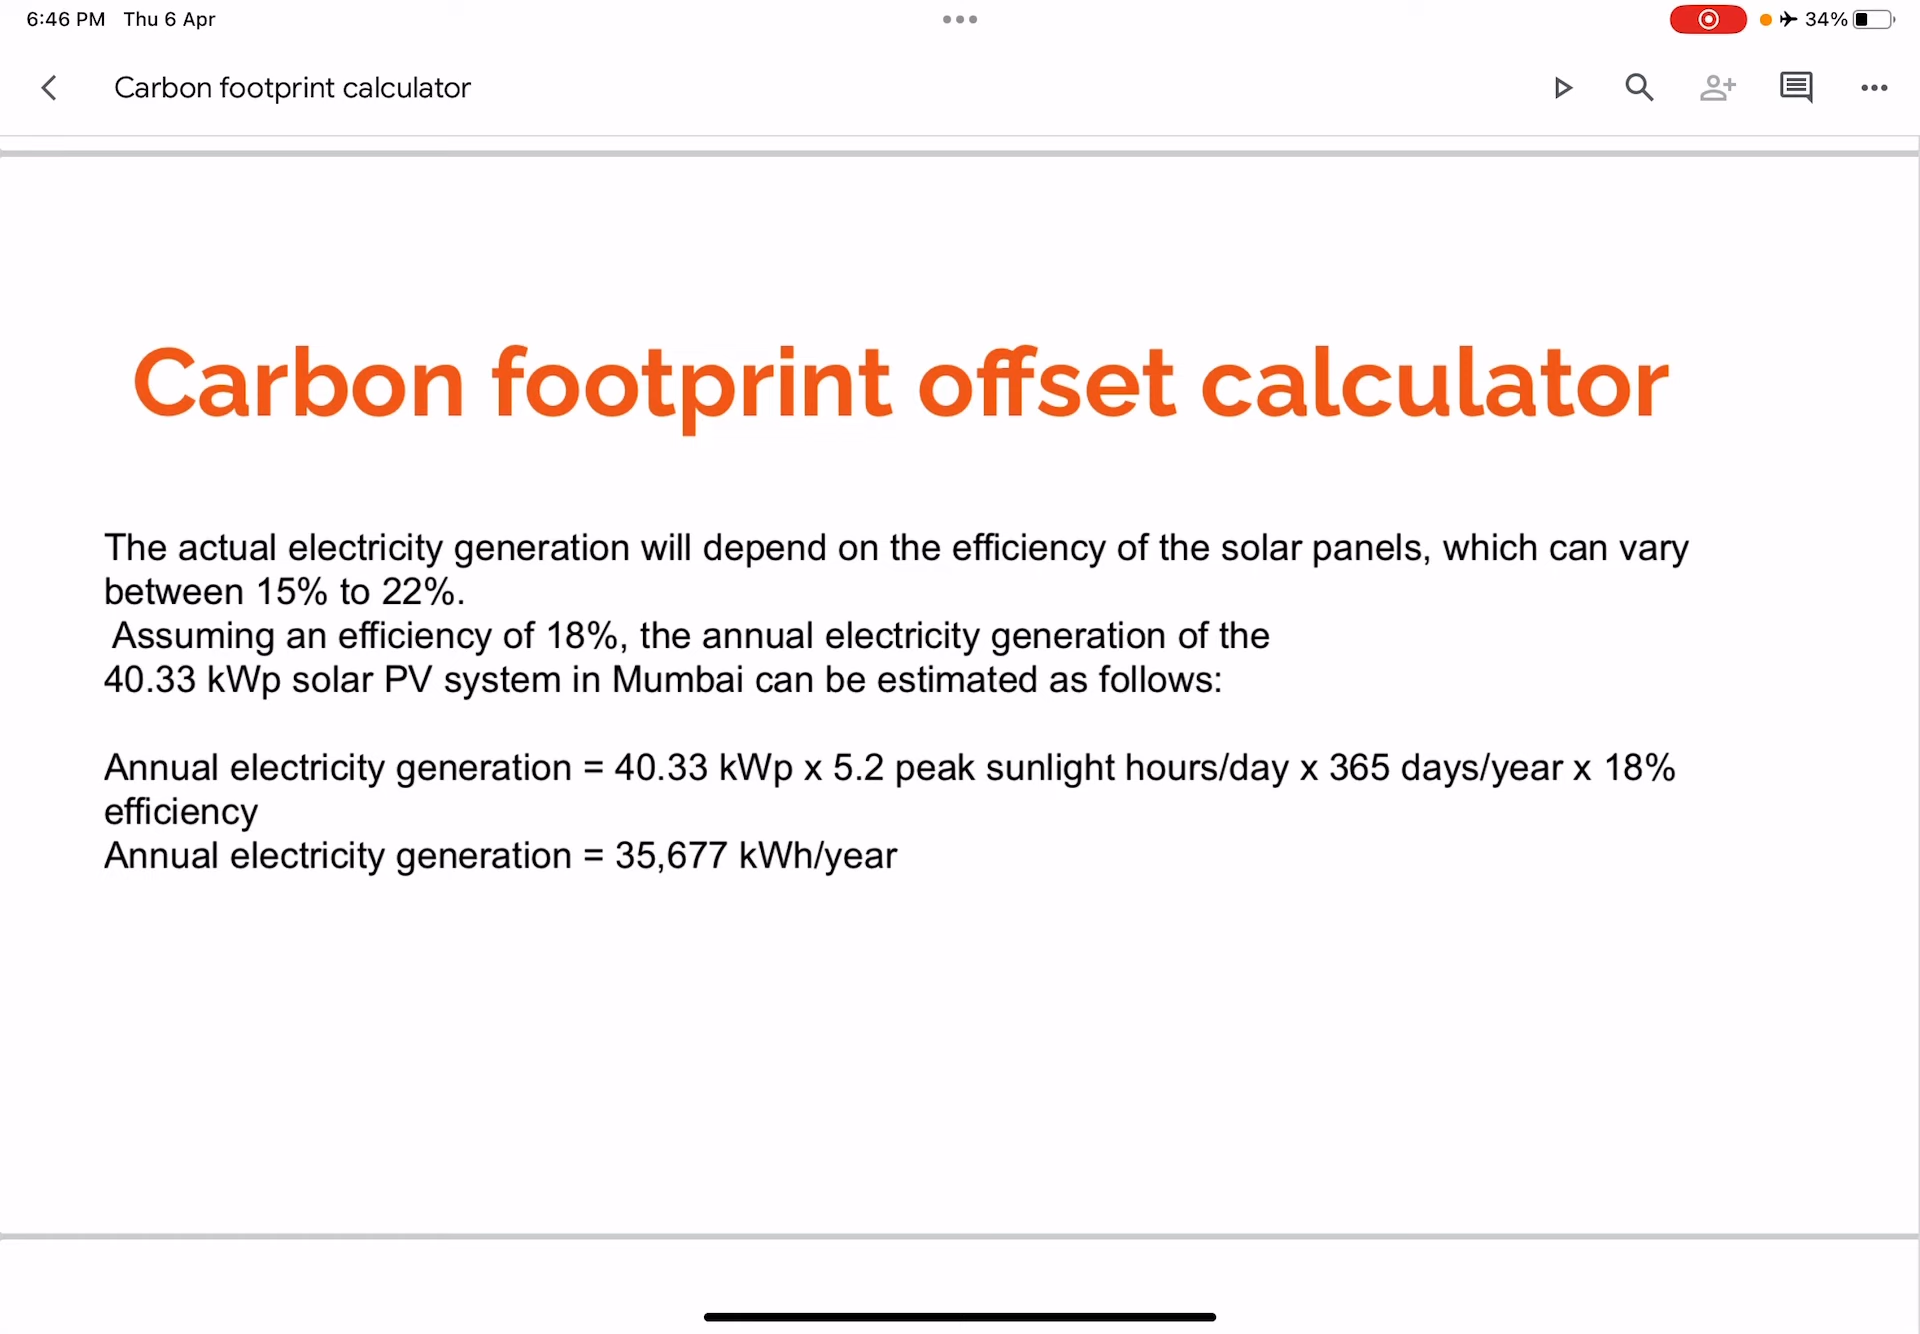 6:46 PM Thu 6 Apr
34%
Carbon footprint calculator
Carbon footprint offset calculator
The actual electricity generation will depend on the efficiency of the solar panels, which can vary
between 15% to 22%.
Assuming an efficiency of 18%, the annual electricity generation of the
40.33 kWp solar PV system in Mumbai can be estimated as follows:
Annual electricity generation = 40.33 kWp x 5.2 peak sunlight hours/day x 365 days/year x 18%
efficiency
Annual electricity generation = 35,677 kWh/year